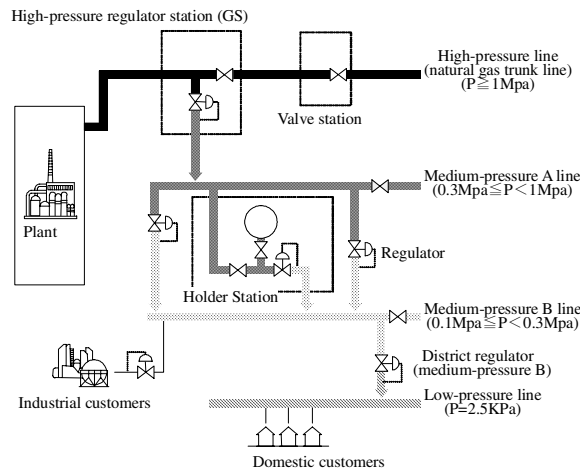 High-pressure regulator station (GS)
High-pressure line
(natural gas trunk line)
(P≧1Mpa)
Valve station
Plant
Medium-pressure A line
(0.3Mpa≦P<1Mpa)
Regulator
Holder Station
Medium-pressure B line
(0.1Mpa≦P<0.3Mpa)
District regulator
(medium-pressure B)
Industrial customers
Low-pressure line
(P=2.5KPa)
Domestic customers